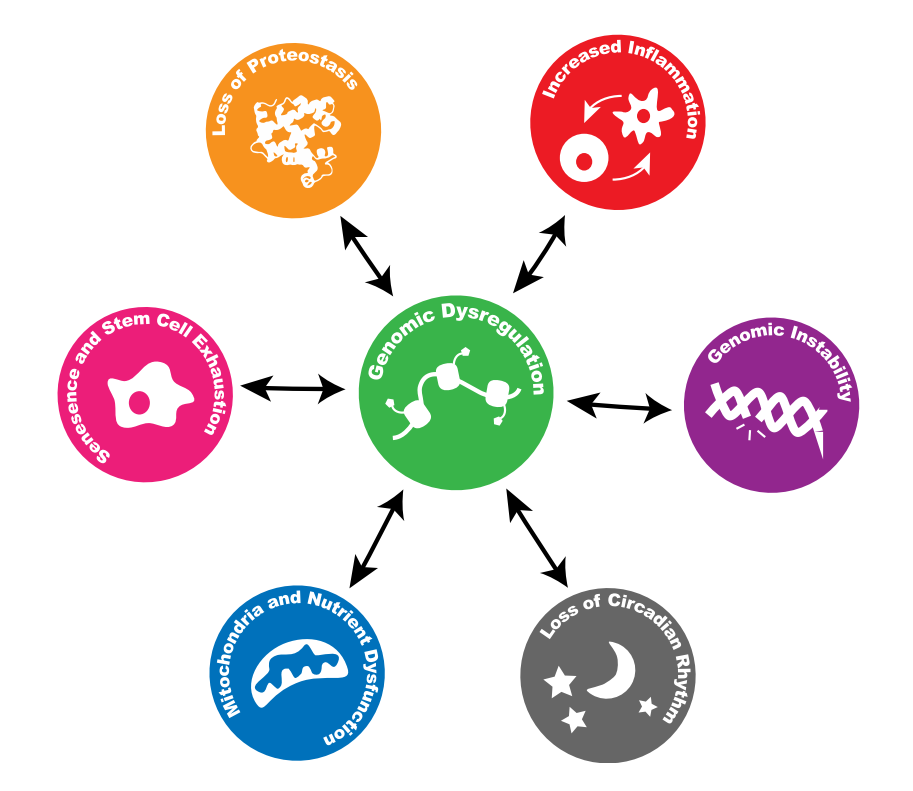 Loss of Proteostasis
Increased Inflammation
Senesence and Stem Cell Exhaustion
Genomic Dysregulation
Genomic Instability
Mitochondria and Nutrient Dysfunction
Loss of Circadian Rhythm